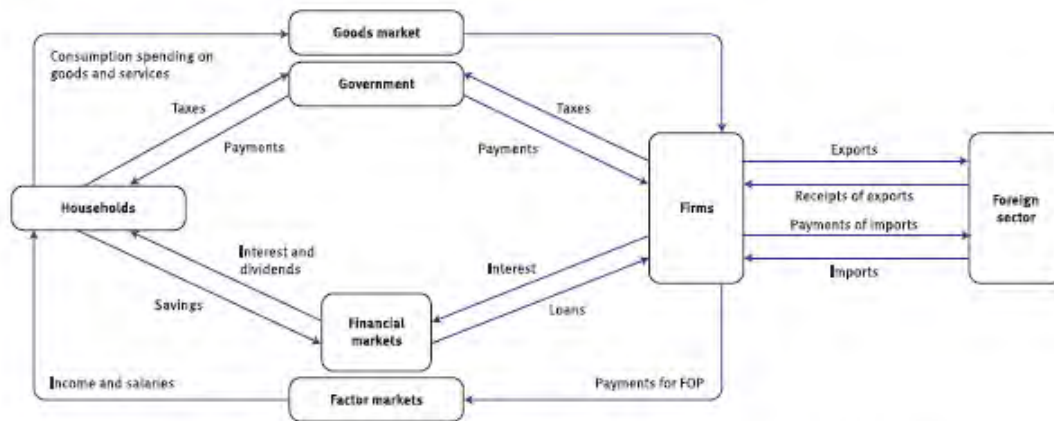 Goods market
Consumption spending on
goods and services
Government
Taxes
Taxes
Payments
Payments
Households
Firms
Exports
Receipts of exports
Payments of imports
Imports
Foreign
sector
Interest and
dividends
Interest
Savings
Loans
Financial
markets
Income and salaries
Payments for FOP
Factor markets